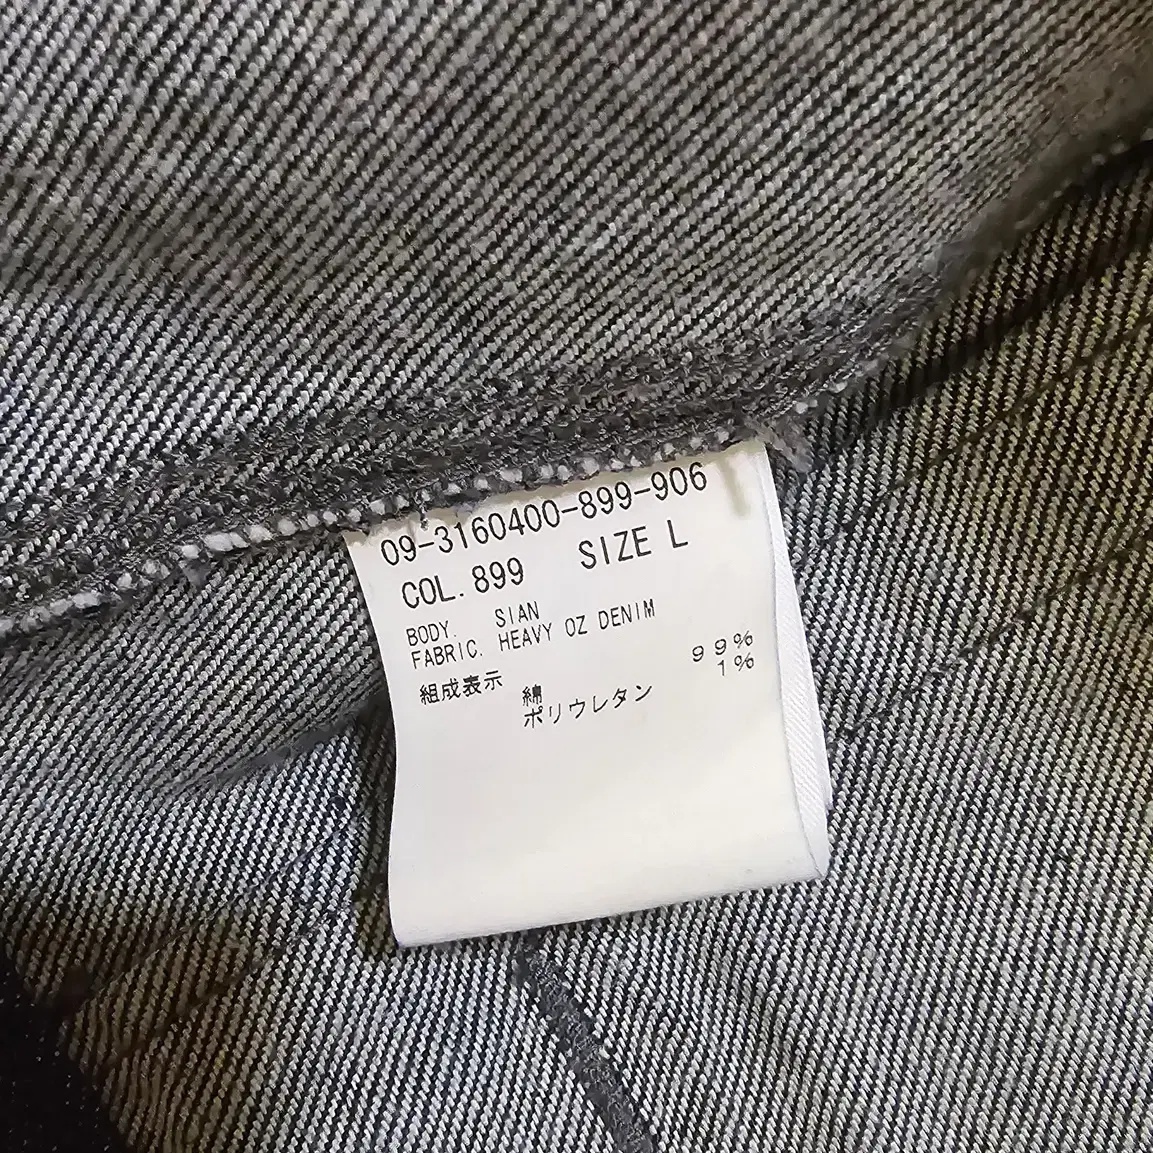 09-3160400-899-906
COL. 899 SIZE L
BODY. SIAN
FABRIC. HEAVY OZ DENIM
組成表示
綿 99%
ポリウレタン 1%